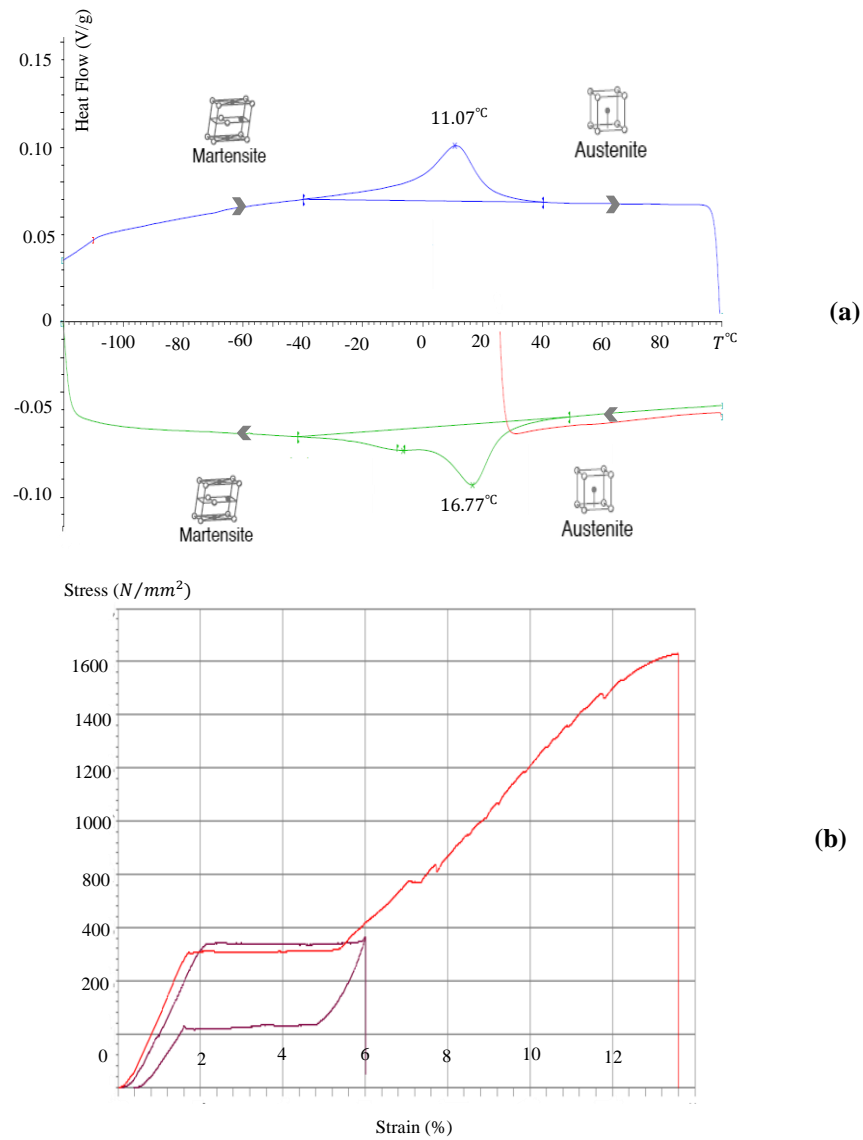 Heat Flow (V/g)
0.15
0.10
0.05
0
-0.05
-0.10
Martensite
11.07℃
Austenite
-100 -80 -60 -40 -20 0 20 40 60 80 T℃
(a)
Martensite
16.77℃
Austenite
Stress (N/mm²)
1600
1400
1200
1000
800
400
200
0
2 4 6 8 10 12
Strain (%)
(b)